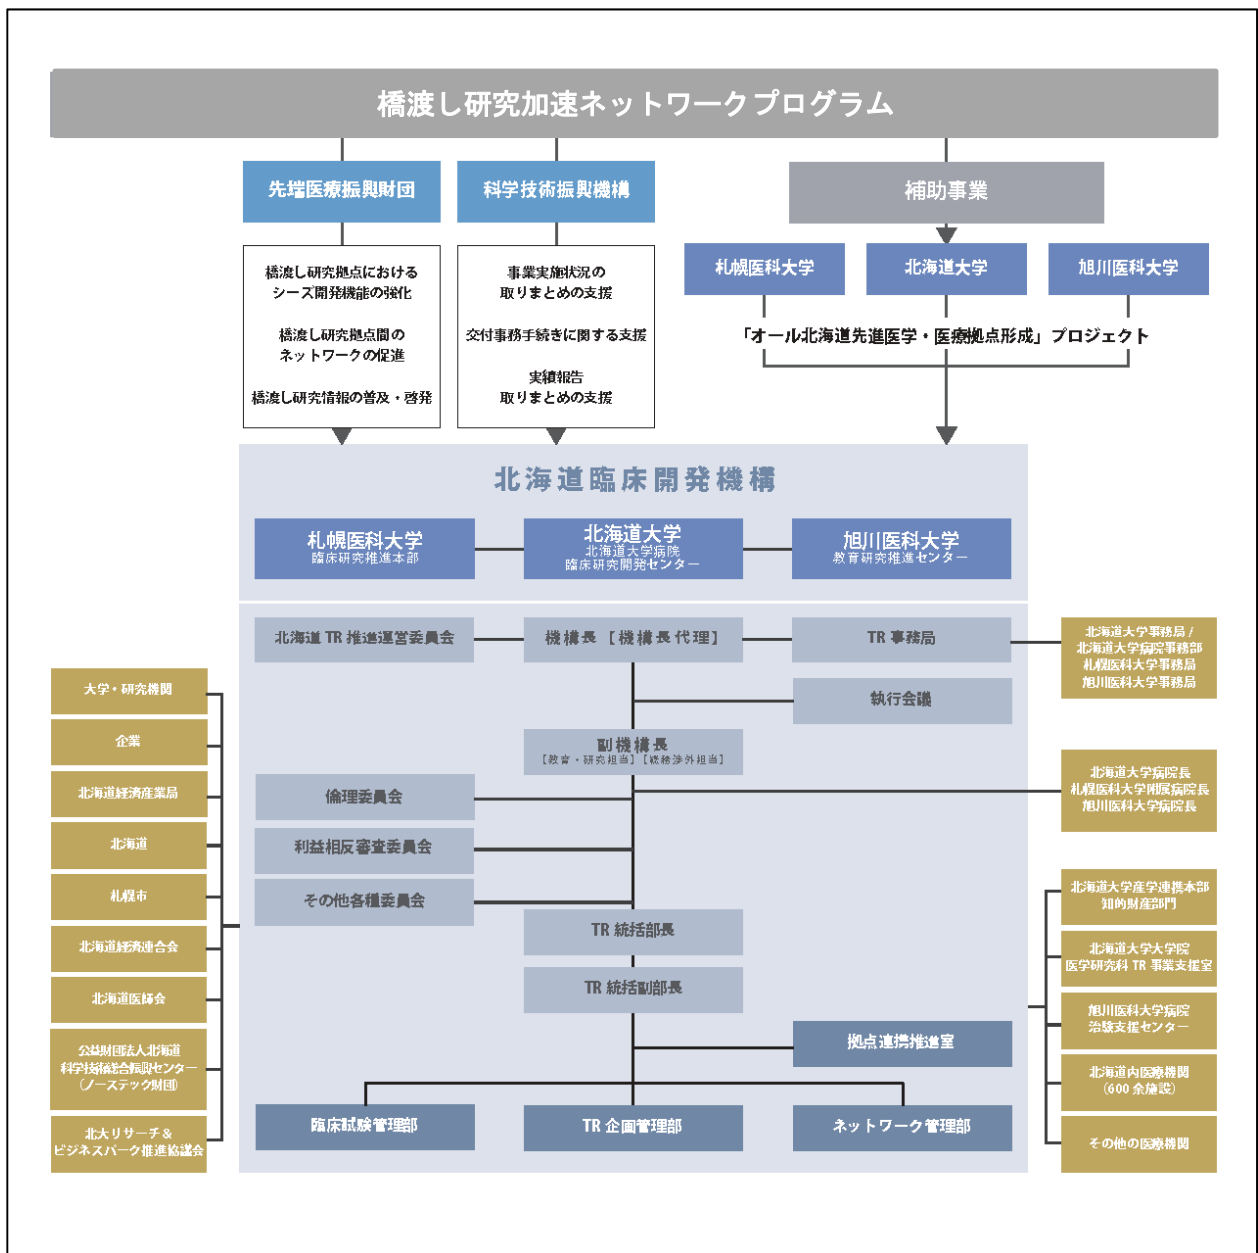 橋渡し研究加速ネットワークプログラム
先端医療振興財団
科学技術振興機構
補助事業
橋渡し研究拠点における
シーズ開発機能の強化
橋渡し研究拠点間の
ネットワークの促進
橋渡し研究情報の普及・啓発
事業実施状況の
取りまとめの支援
交付事務手続きに関する支援
実績報告
取りまとめの支援
札幌医科大学
北海道大学
旭川医科大学
「オール北海道先進医学・医療拠点形成」プロジェクト
北海道臨床開発機構
札幌医科大学
臨床研究推進本部
北海道大学
北海道大学病院
臨床研究開発センター
旭川医科大学
教育研究推進センター
北海道 TR 推進運営委員会
機構長【機構長代理】
TR 事務局
北海道大学事務局 /
北海道大学病院事務部
札幌医科大学事務局
旭川医科大学事務局
執行会議
副機構長
【教育・研究担当】【総務渉外担当】
北海道大学病院長
札幌医科大学附属病院長
旭川医科大学病院長
倫理委員会
利益相反審査委員会
その他各種委員会
TR 統括部長
TR 統括副部長
拠点連携推進室
臨床試験管理部
TR 企画管理部
ネットワーク管理部
大学・研究機関
企業
北海道経済産業局
北海道
札幌市
北海道経済連合会
北海道医師会
公益財団法人北海道
科学技術総合振興センター
(ノーステック財団)
北大リサーチ＆
ビジネスパーク推進協議会
北海道大学産学連携本部
知的財産部門
北海道大学大学院
医学研究科 TR 事業支援室
旭川医科大学病院
治験支援センター
北海道内医療機関
(600 余施設)
その他の医療機関